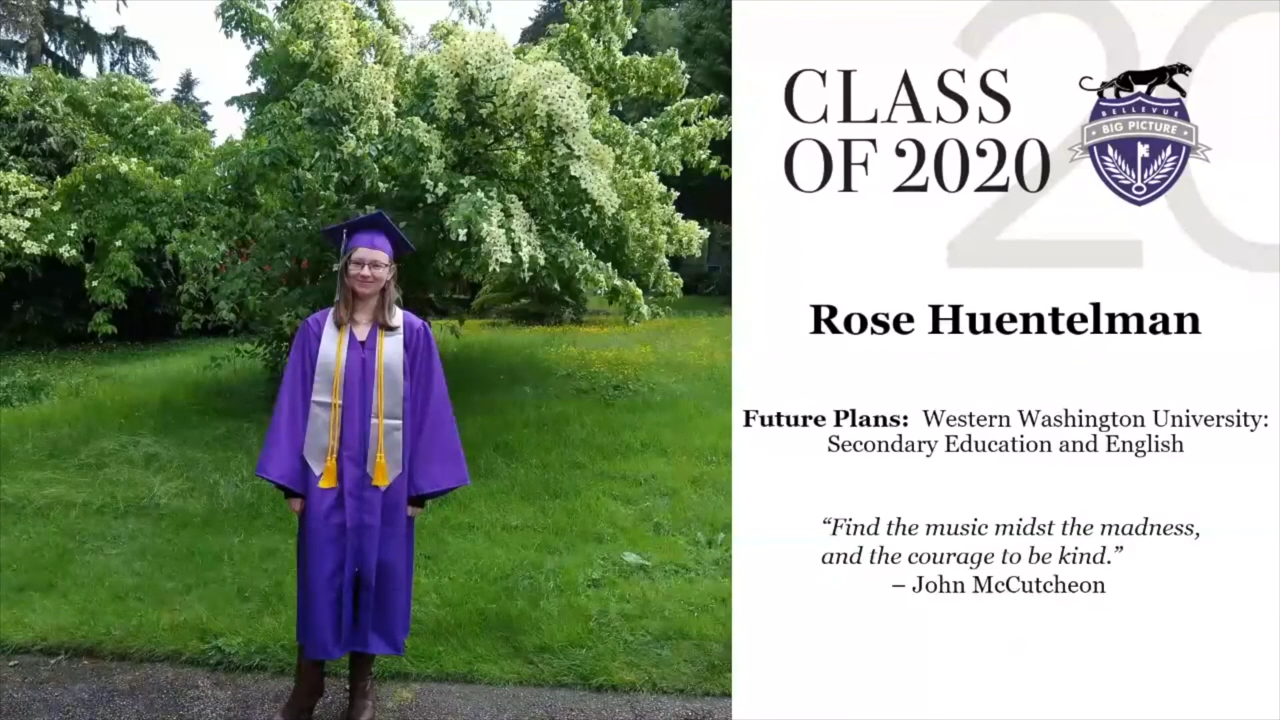 CLASS
OF 2020
20
BELLEVUE
• BIG PICTURE •
Rose Huentelman
Future Plans: Western Washington University:
Secondary Education and English
“Find the music midst the madness,
and the courage to be kind.”
– John McCutcheon